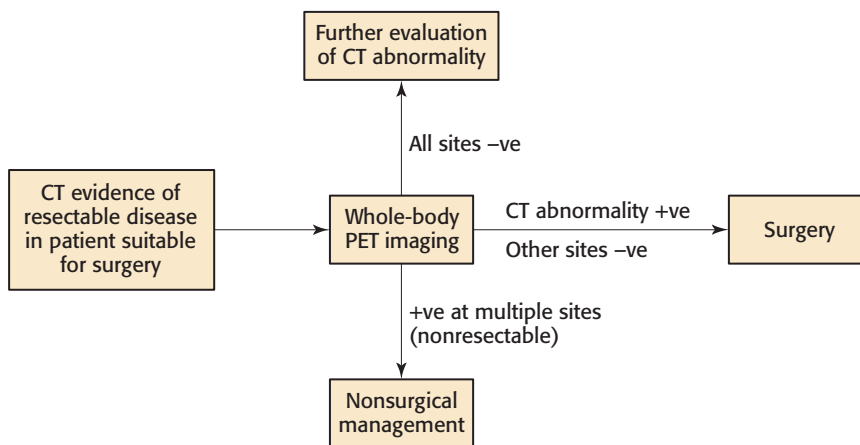 Further evaluation
of CT abnormality
All sites –ve
CT evidence of
resectable disease
in patient suitable
for surgery
Whole-body
PET imaging
CT abnormality +ve
Other sites –ve
Surgery
+ve at multiple sites
(nonresectable)
Nonsurgical
management